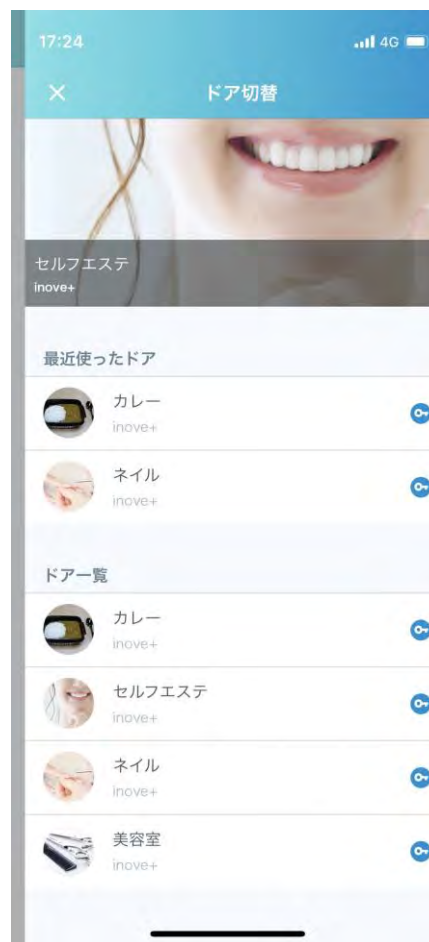 17:24
4G
ドア切替
セルフエステ
inove+
最近使ったドア
カレー
inove+
ネイル
inove+
ドア一覧
カレー
inove+
セルフエステ
inove+
ネイル
inove+
美容室
inove+